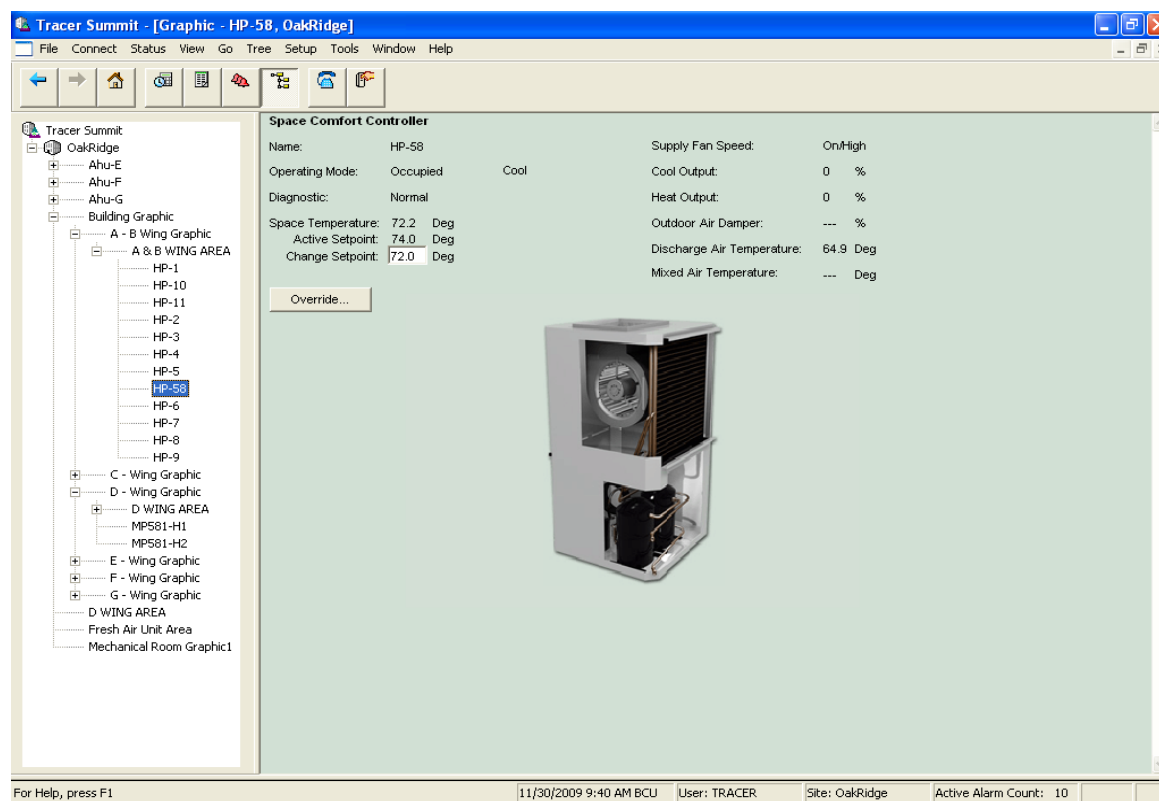 Tracer Summit - [Graphic - HP-58, OakRidge]
File Connect Status View Go Tree Setup Tools Window Help
Tracer Summit
OakRidge
Ahu-E
Ahu-F
Ahu-G
Building Graphic
A - B Wing Graphic
A & B WING AREA
HP-1
HP-10
HP-11
HP-2
HP-3
HP-4
HP-5
HP-58
HP-6
HP-7
HP-8
HP-9
C - Wing Graphic
D - Wing Graphic
D WING AREA
MP581-H1
MP581-H2
E - Wing Graphic
F - Wing Graphic
G - Wing Graphic
D WING AREA
Fresh Air Unit Area
Mechanical Room Graphic1
Space Comfort Controller
Name: HP-58
Operating Mode: Occupied Cool
Diagnostic: Normal
Space Temperature: 72.2 Deg
Active Setpoint: 74.0 Deg
Change Setpoint: 72.0 Deg
Override...
Supply Fan Speed: On/High
Cool Output: 0 %
Heat Output: 0 %
Outdoor Air Damper: --- %
Discharge Air Temperature: 64.9 Deg
Mixed Air Temperature: --- Deg
For Help, press F1
11/30/2009 9:40 AM BCU
User: TRACER
Site: OakRidge
Active Alarm Count: 10